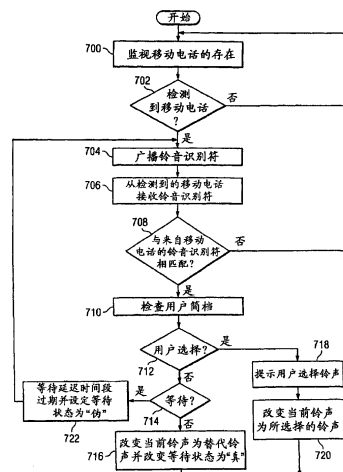 开始
700
监视移动电话的存在
702
检测
到移动电话
?
否
是
704
广播铃音识别符
706
从检测到的移动电话
接收铃音识别符
708
与来自移动
电话的铃音识别符
相匹配?
否
是
710
检查用户简档
用户选择?
是
712
否
718
提示用户选择铃声
等待延迟时间段
过期并设定等待
状态为“伪”
722
是
等待?
714
否
改变当前铃声
为所选择的铃声
720
716
改变当前铃声为替代铃
声并改变等待状态为“真”